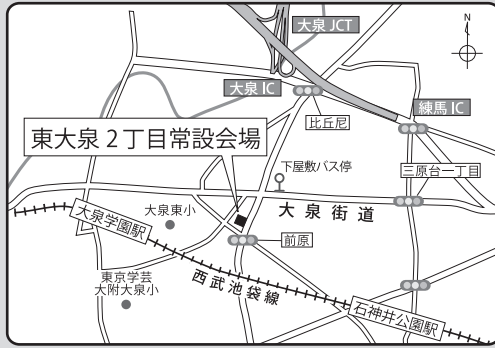 大泉 JCT
N
大泉 IC
練馬 IC
比丘尼
東大泉２丁目常設会場
下屋敷バス停
三原台一丁目
大泉街道
大泉学園駅
大泉東小
前原
東京学芸
大附大泉小
西武池袋線
石神井公園駅